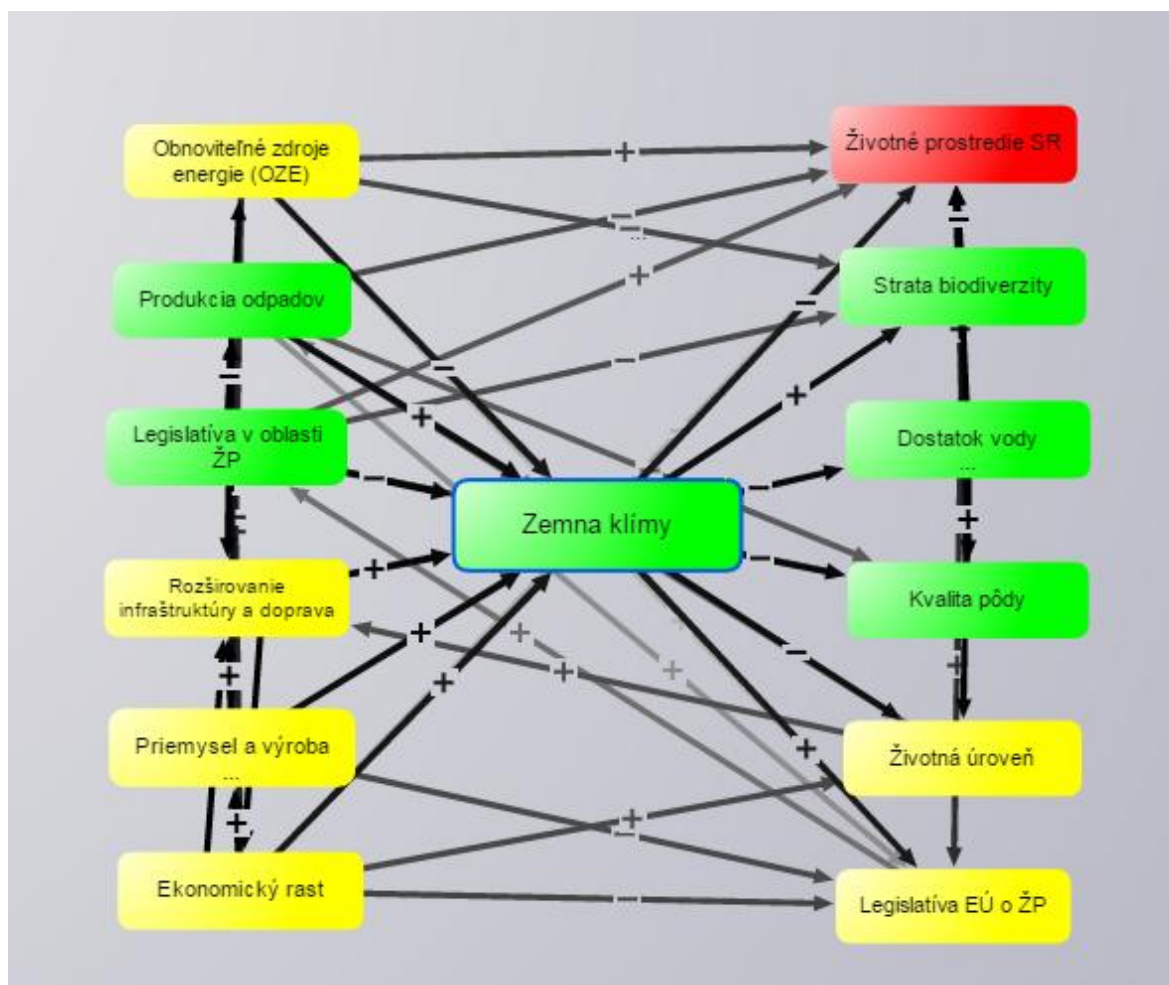 Obnoviteľné zdroje
energie (OZE)
Životné prostredie SR
Produkcia odpadov
Strata biodiverzity
Legislatíva v oblasti
ŽP
Dostatok vody
...
Zemna klímy
Rozširovanie
infraštruktúry a doprava
Kvalita pôdy
Priemysel a výroba
...
Životná úroveň
Ekonomický rast
Legislatíva EÚ o ŽP